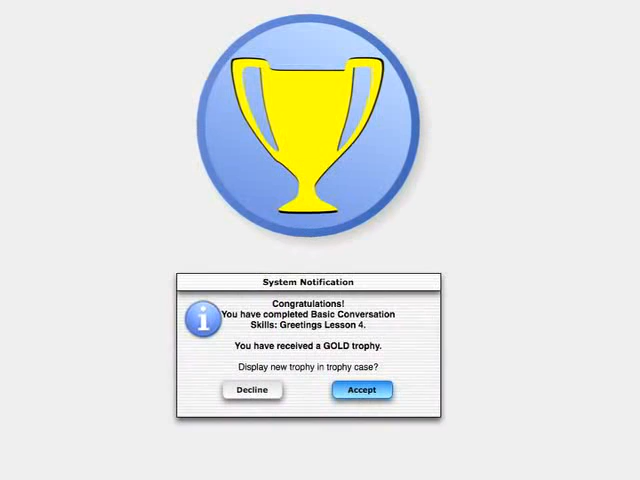 System Notification
Congratulations!
You have completed Basic Conversation
Skills: Greetings Lesson 4.
You have received a GOLD trophy.
Display new trophy in trophy case?
Decline
Accept